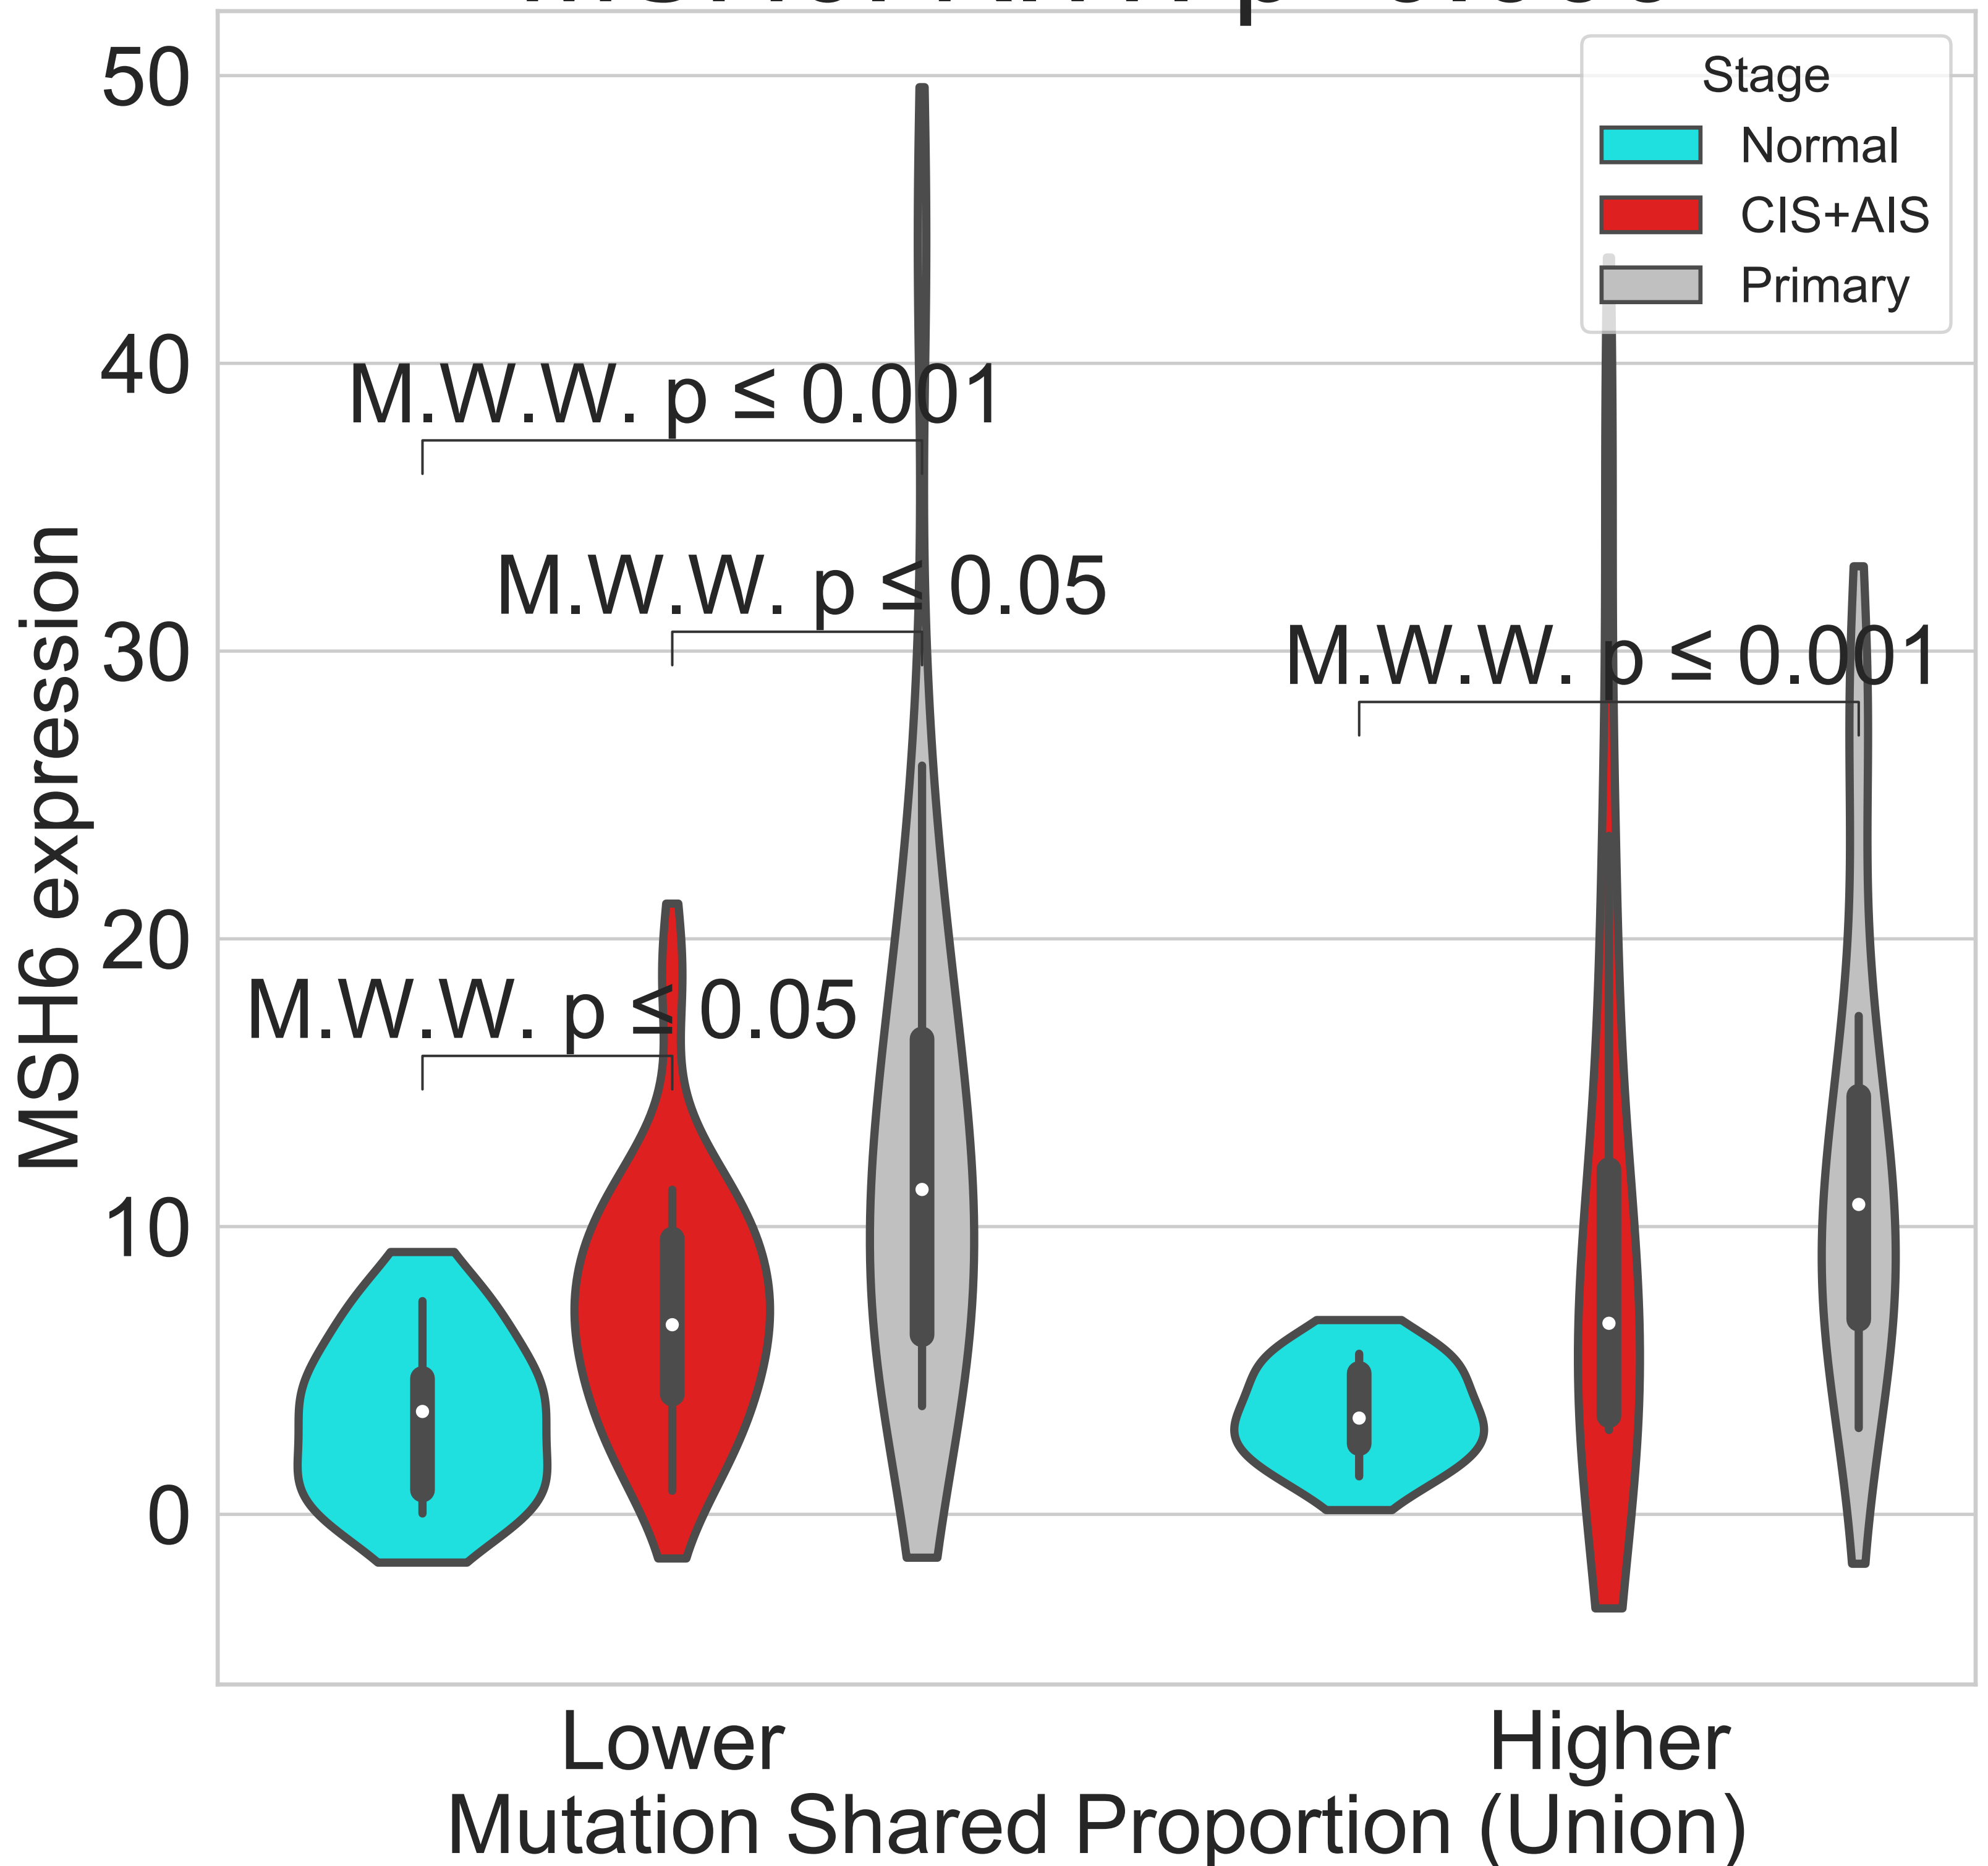 50
40
30
20
10
0
MSH6 expression
Stage
Normal
CIS+AIS
Primary
M.W.W. p ≤ 0.001
M.W.W. p ≤ 0.05
M.W.W. p ≤ 0.001
M.W.W. p ≤ 0.05
Lower
Higher
Mutation Shared Proportion (Union)